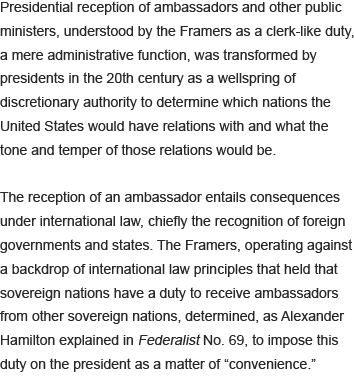 Presidential reception of ambassadors and other public
ministers, understood by the Framers as a clerk-like duty,
a mere administrative function, was transformed by
presidents in the 20th century as a wellspring of
discretionary authority to determine which nations the
United States would have relations with and what the
tone and temper of those relations would be.

The reception of an ambassador entails consequences
under international law, chiefly the recognition of foreign
governments and states. The Framers, operating against
a backdrop of international law principles that held that
sovereign nations have a duty to receive ambassadors
from other sovereign nations, determined, as Alexander
Hamilton explained in Federalist No. 69, to impose this
duty on the president as a matter of “convenience.”